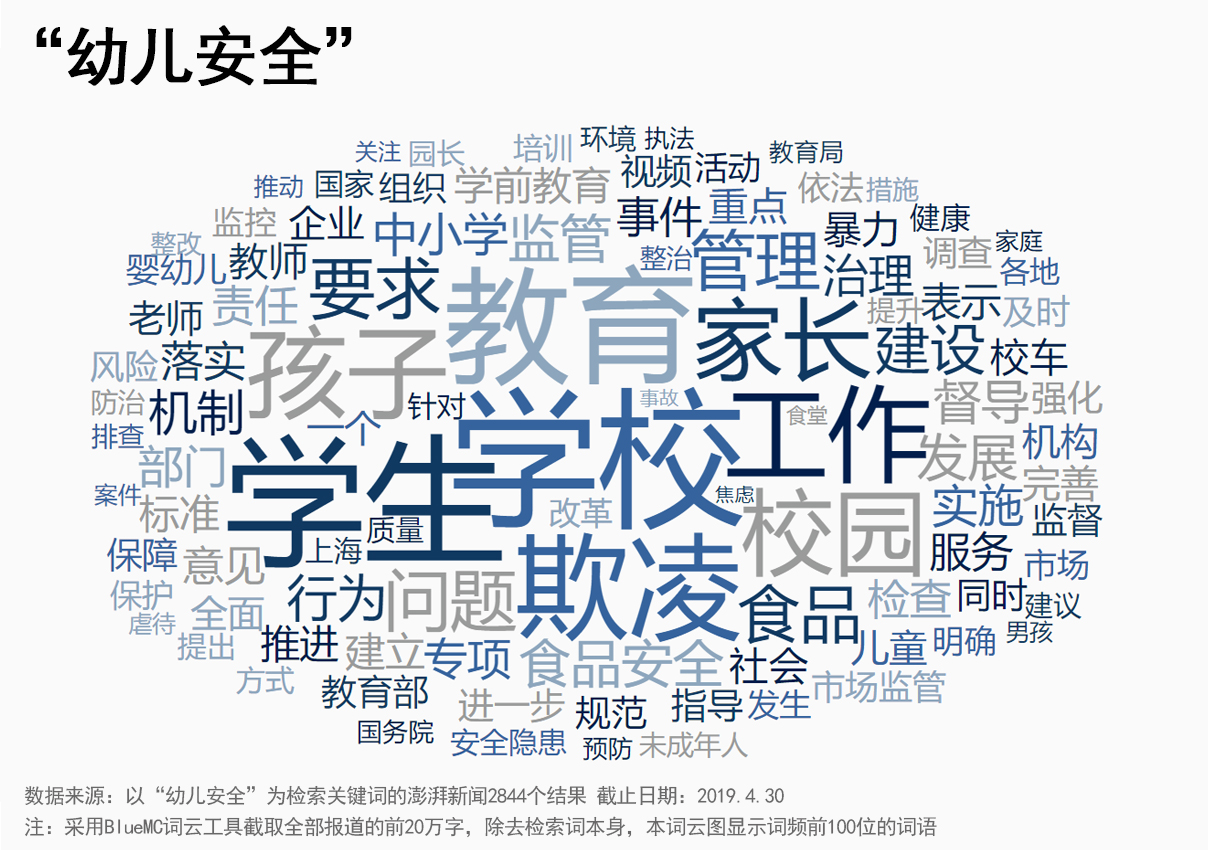 “幼儿安全”
关注 园长 培训 环境 执法 教育局
推动 国家 组织 学前教育 视频 活动 依法 措施
监控 企业 中小学 监管 事件 重点 暴力 健康
整改 婴幼儿 教师 要求 整治 管理 治理 调查 家庭 各地
老师 责任 教育 家长 提升 表示 及时
风险 落实 孩子 建设 校车
防治 机制 针对 事故 工作 食堂 督导 强化
排查 一个 学校 发展 机构
部门 学生 完善
案件 标准 改革 焦虑 校园 实施 监督
质量
保障 意见 上海 欺凌 服务 市场
保护 全面 行为 问题 食品 检查 同时 建议
虐待 提出 推进 建立 专项 食品安全 社会 儿童 明确 男孩
方式 教育部 进一步 规范 指导 发生 市场监管
国务院 安全隐患 预防 未成年人
数据来源：以“幼儿安全”为检索关键词的澎湃新闻2844个结果 截止日期：2019.4.30
注：采用BlueMC词云工具截取全部报道的前20万字，除去检索词本身，本词云图显示词频前100位的词语